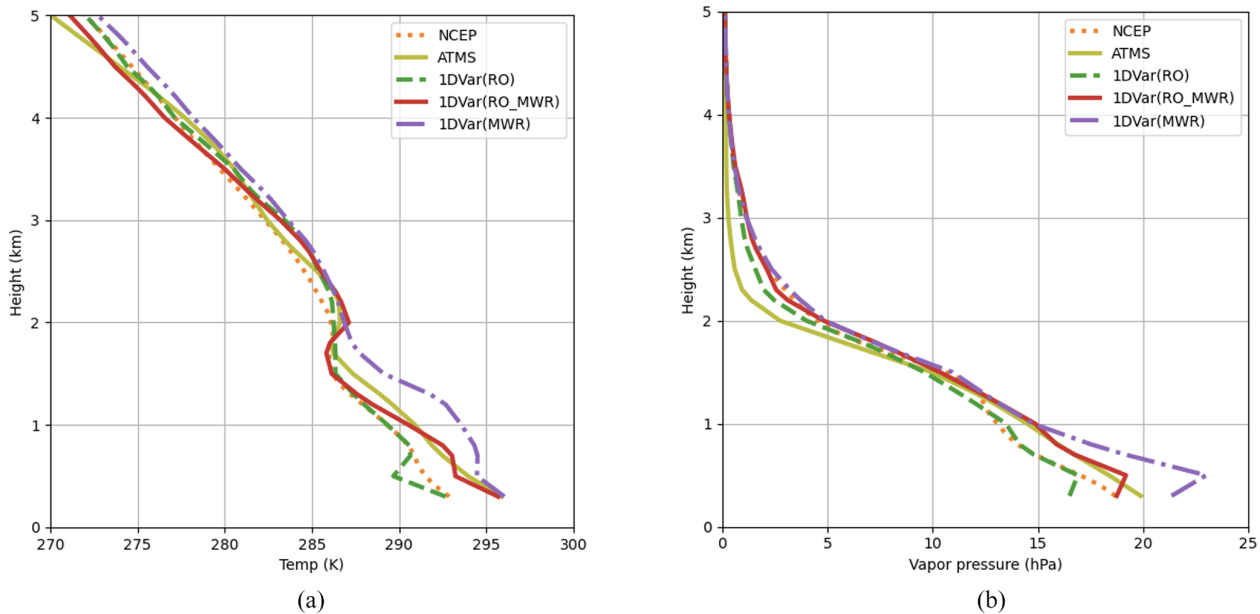 5
4
3
2
1
0
Height (km)
270
275
280
285
290
295
300
Temp (K)
NCEP
ATMS
1DVar(RO)
1DVar(RO_MWR)
1DVar(MWR)
(a)
5
4
3
2
1
0
Height (km)
0
5
10
15
20
25
Vapor pressure (hPa)
NCEP
ATMS
1DVar(RO)
1DVar(RO_MWR)
1DVar(MWR)
(b)